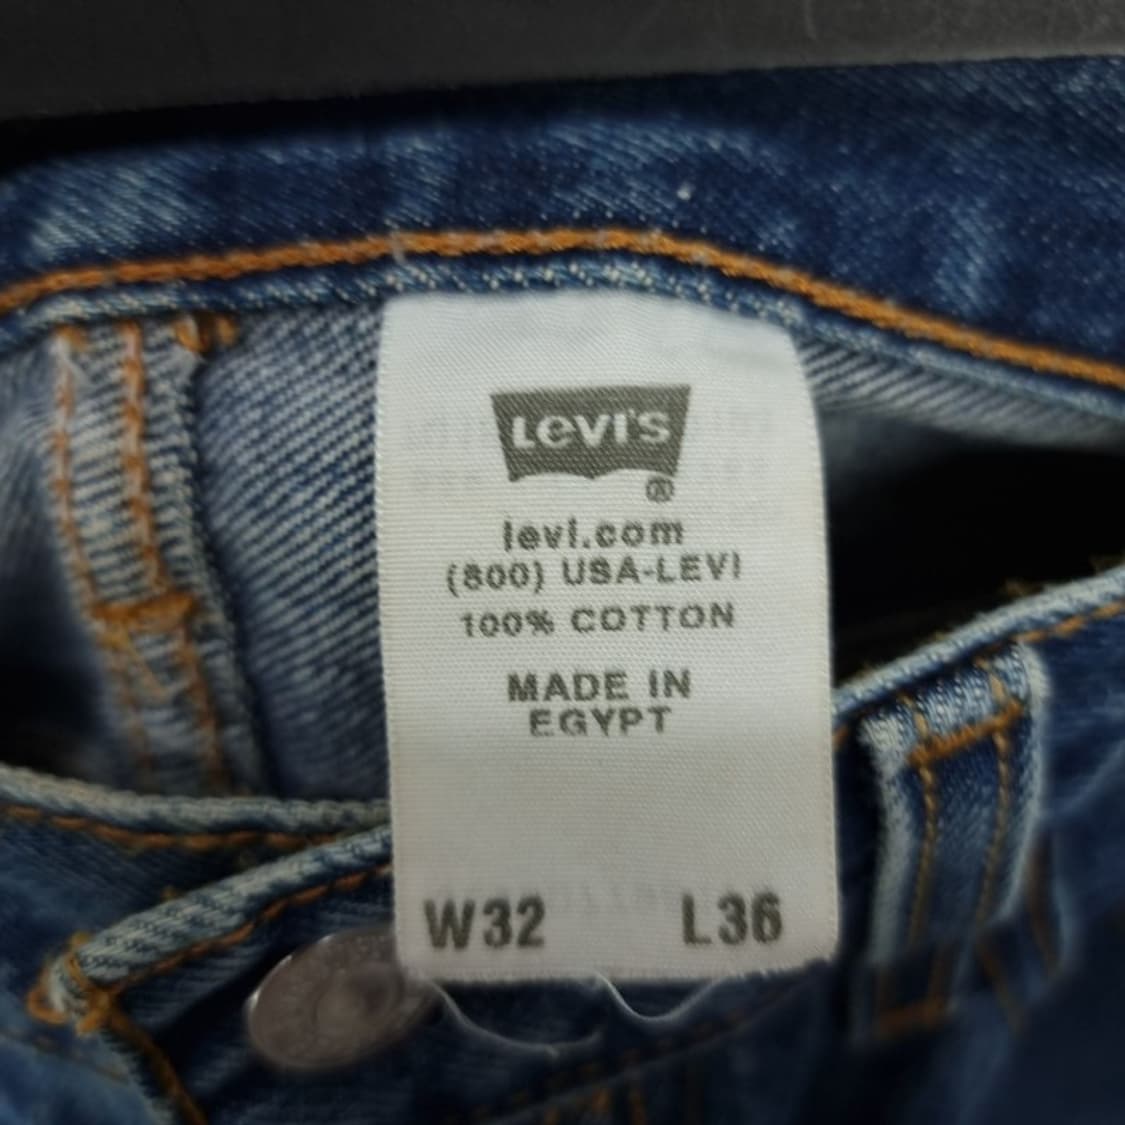 LEVI'S
®
levi.com
(800) USA-LEVI
100% COTTON
MADE IN
EGYPT
W32 L36